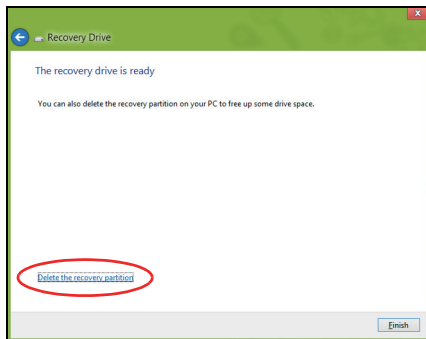 Recovery Drive
The recovery drive is ready
You can also delete the recovery partition on your PC to free up some drive space.
Delete the recovery partition
Finish